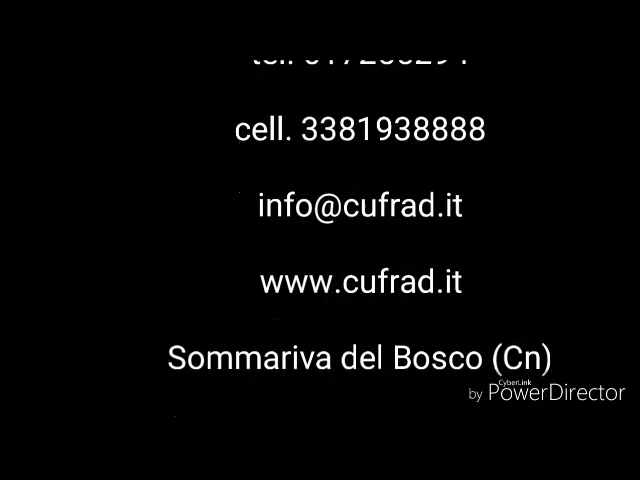 cell. 3381938888
info@cufrad.it
www.cufrad.it
Sommariva del Bosco (Cn)
CyberLink
by PowerDirector